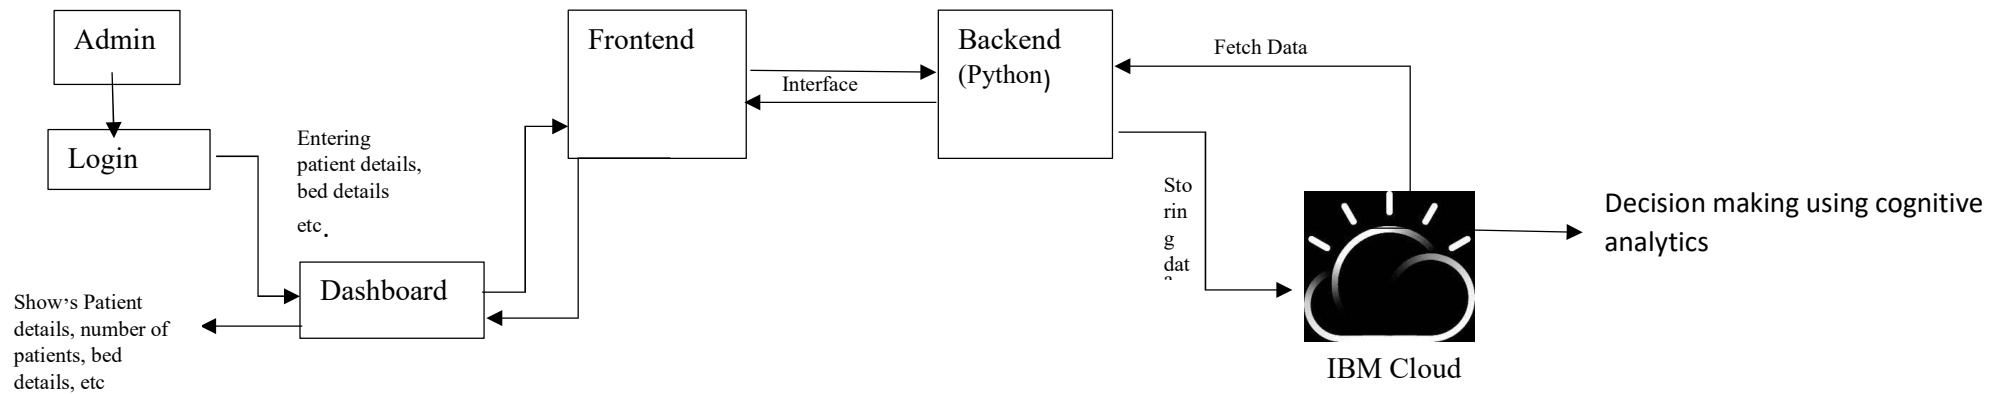 Admin
Login
Entering
patient details,
bed details
etc.
Dashboard
Show's Patient
details, number of
patients, bed
details, etc
Frontend
Interface
Backend
(Python)
Fetch Data
Sto
rin
g
dat
a
IBM Cloud
Decision making using cognitive
analytics